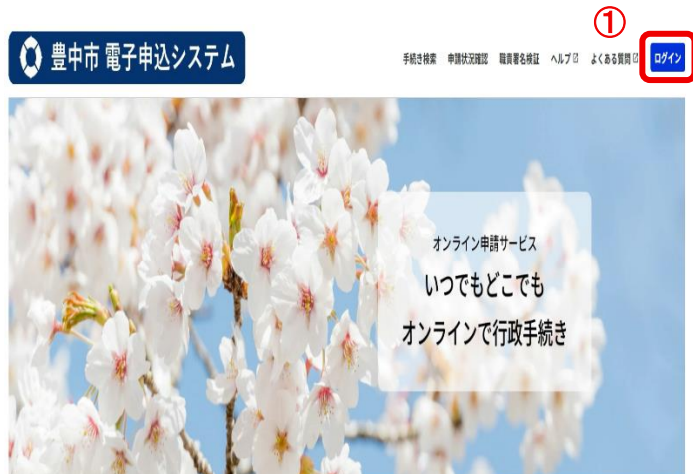 ①
豊中市 電子申込システム
手続き検索 申請状況確認 職責署名検証 ヘルプ よくある質問 ログイン
オンライン申請サービス
いつでもどこでも
オンラインで行政手続き